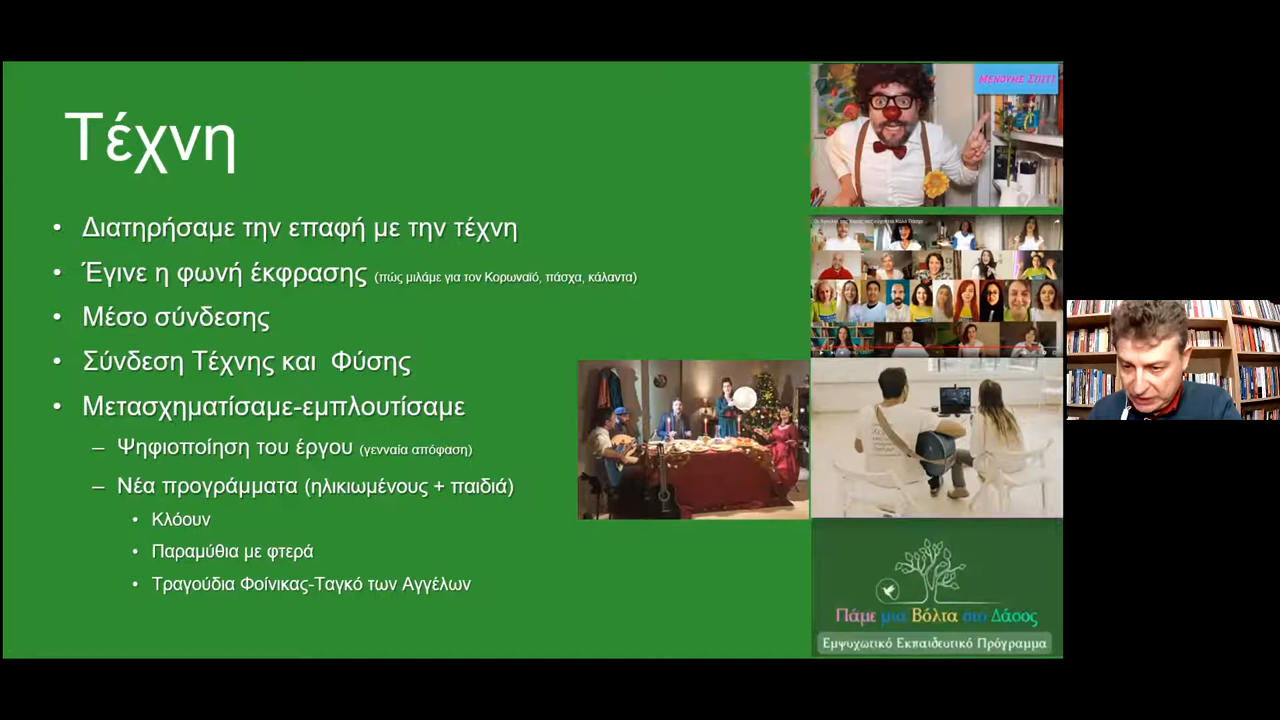 Τέχνη
• Διατηρήσαμε την επαφή με την τέχνη
• Έγινε η φωνή έκφρασης (πώς μιλάμε για τον Κορωναϊό, πάσχα, κάλαντα)
• Μέσο σύνδεσης
• Σύνδεση Τέχνης και Φύσης
• Μετασχηματίσαμε-εμπλουτίσαμε
– Ψηφιοποίηση του έργου (γενναία απόφαση)
– Νέα προγράμματα (ηλικιωμένους + παιδιά)
• Κλόουν
• Παραμύθια με φτερά
• Τραγούδια Φοίνικας-Ταγκό των Αγγέλων
ΜΕΝΟΥΜΕ ΣΠΙΤΙ
Πάμε μια Βόλτα στο Δάσος
Εμψυχωτικό Εκπαιδευτικό Πρόγραμμα